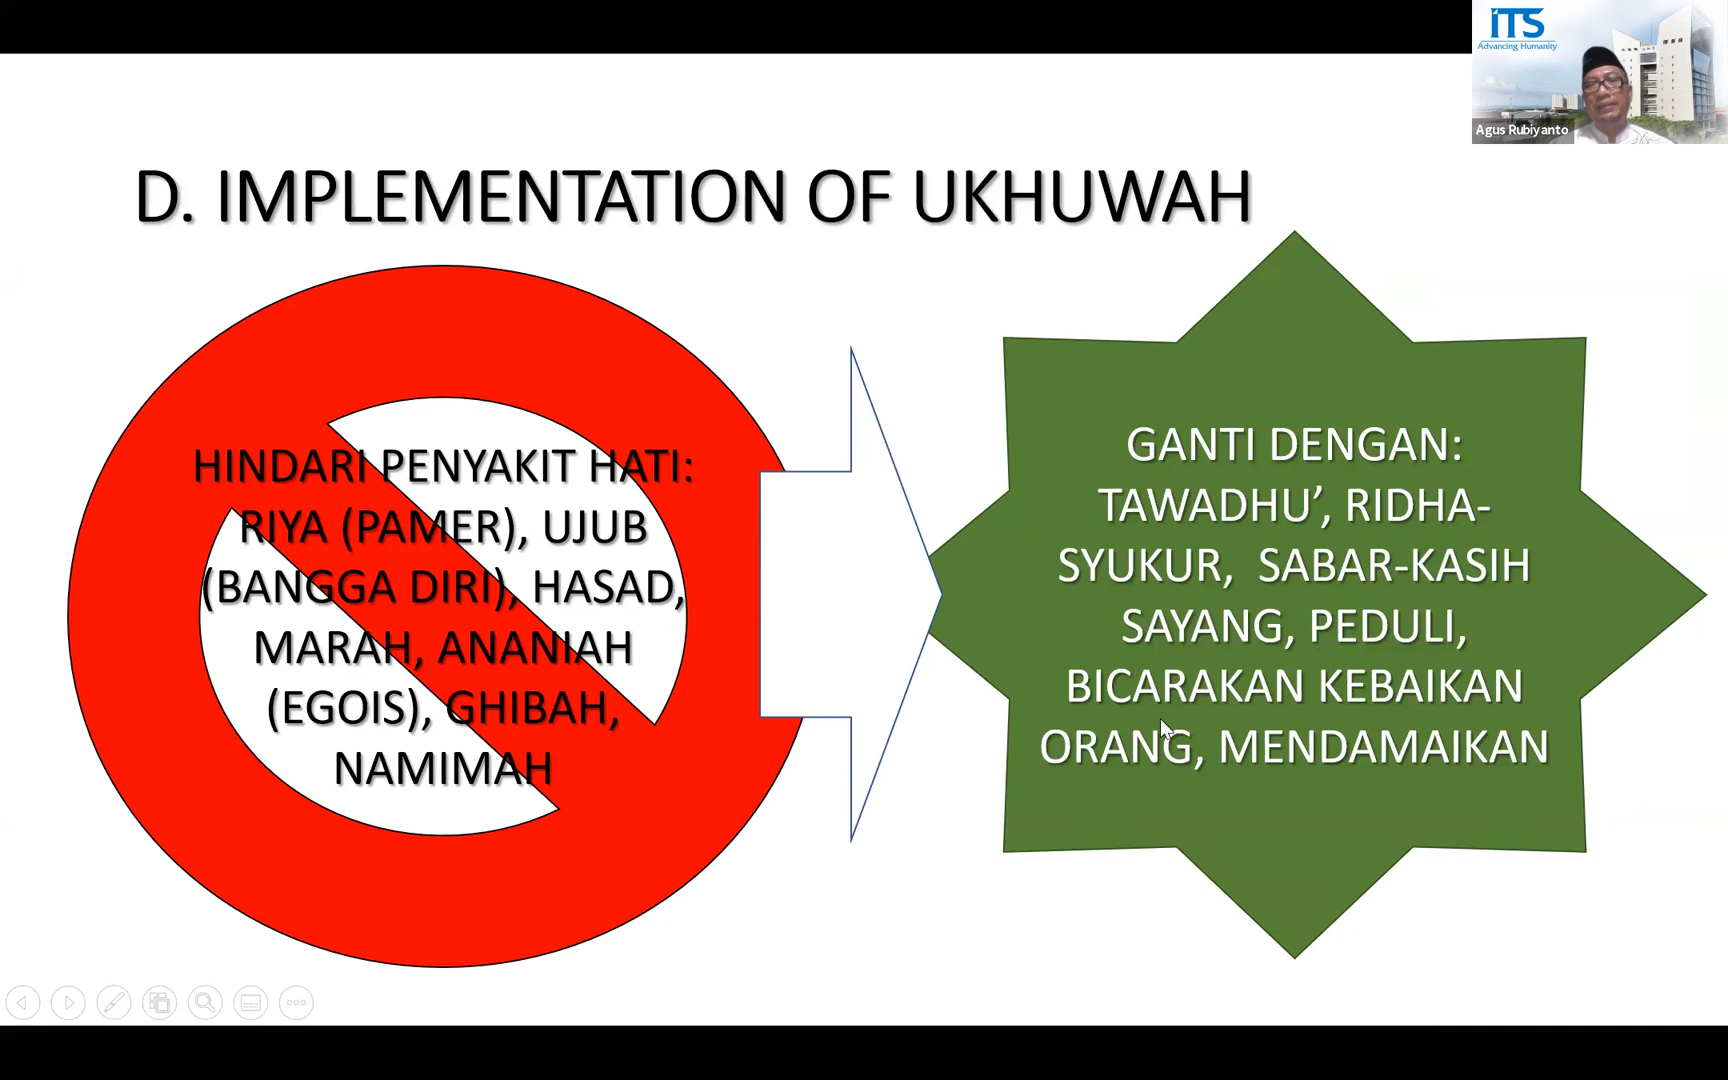 ITS
Advancing Humanity
Agus Rubiyanto
D. IMPLEMENTATION OF UKHUWAH
HINDARI PENYAKIT HATI:
RIYA (PAMER), UJUB
(BANGGA DIRI), HASAD,
MARAH, ANANIAH
(EGOIS), GHIBAH,
NAMIMAH
GANTI DENGAN:
TAWADHU’, RIDHA-
SYUKUR, SABAR-KASIH
SAYANG, PEDULI,
BICARAKAN KEBAIKAN
ORANG, MENDAMAIKAN